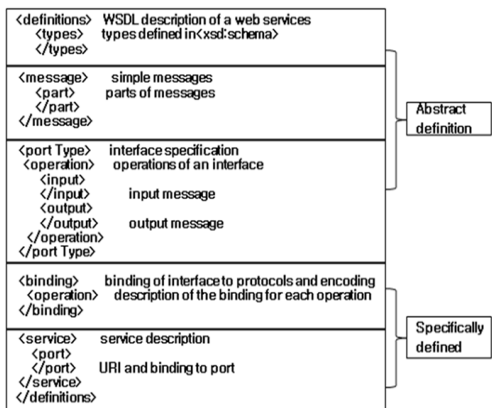 <definitions> WSDL description of a web services
<types> types defined in<xsd:schema>
</types>
<message> simple messages
<part> parts of messages
</part>
</message>
Abstract
definition
<port Type> interface specification
<operation> operations of an interface
<input>
</input> input message
<output>
</output> output message
</operation>
</port Type>
<binding> binding of interface to protocols and encoding
<operation> description of the binding for each operation
</binding>
<service> service description
<port>
</port> URI and binding to port
</service>
</definitions>
Specifically
defined